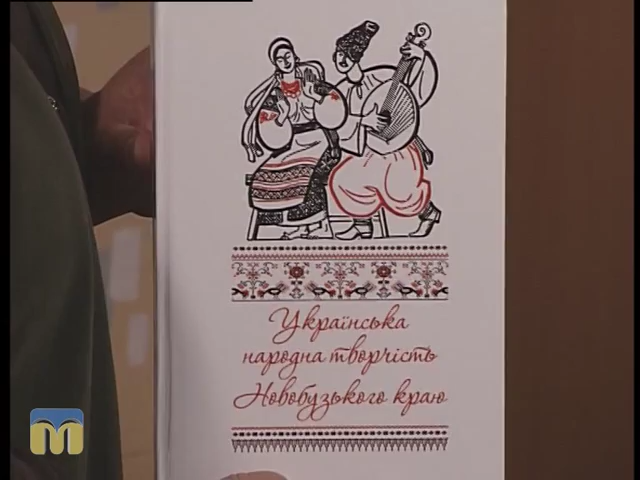 Українська
народна творчість
Новобузького краю